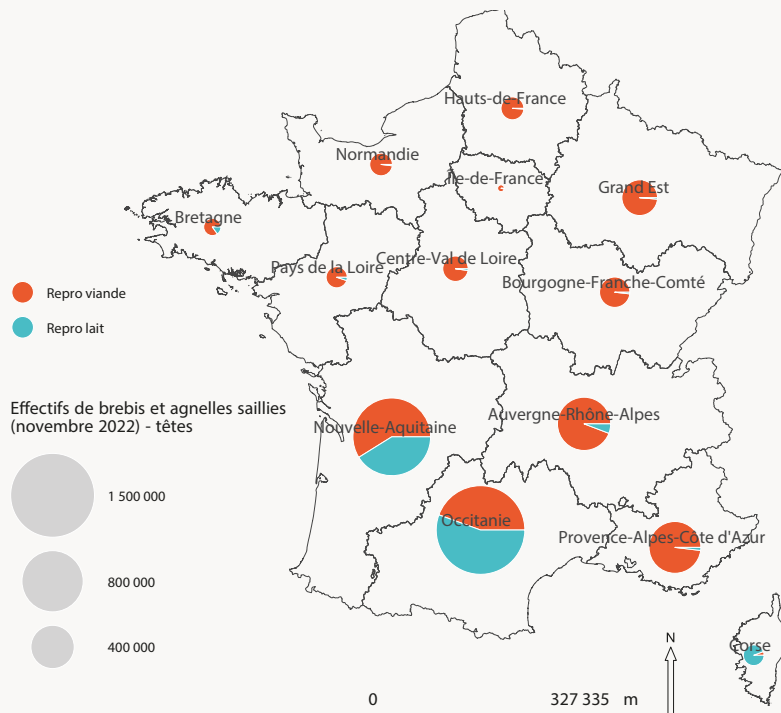 Hauts-de-France
Normandie
Île-de-France
Grand Est
Bretagne
Pays de la Loire
Centre-Val de Loire
Bourgogne-Franche-Comté
Repro viande
Repro lait
Effectifs de brebis et agnelles saillies
(novembre 2022) - têtes
1 500 000
800 000
400 000
Nouvelle-Aquitaine
Auvergne-Rhône-Alpes
Occitanie
Provence-Alpes-Côte d'Azur
Corse
N
0 327 335 m